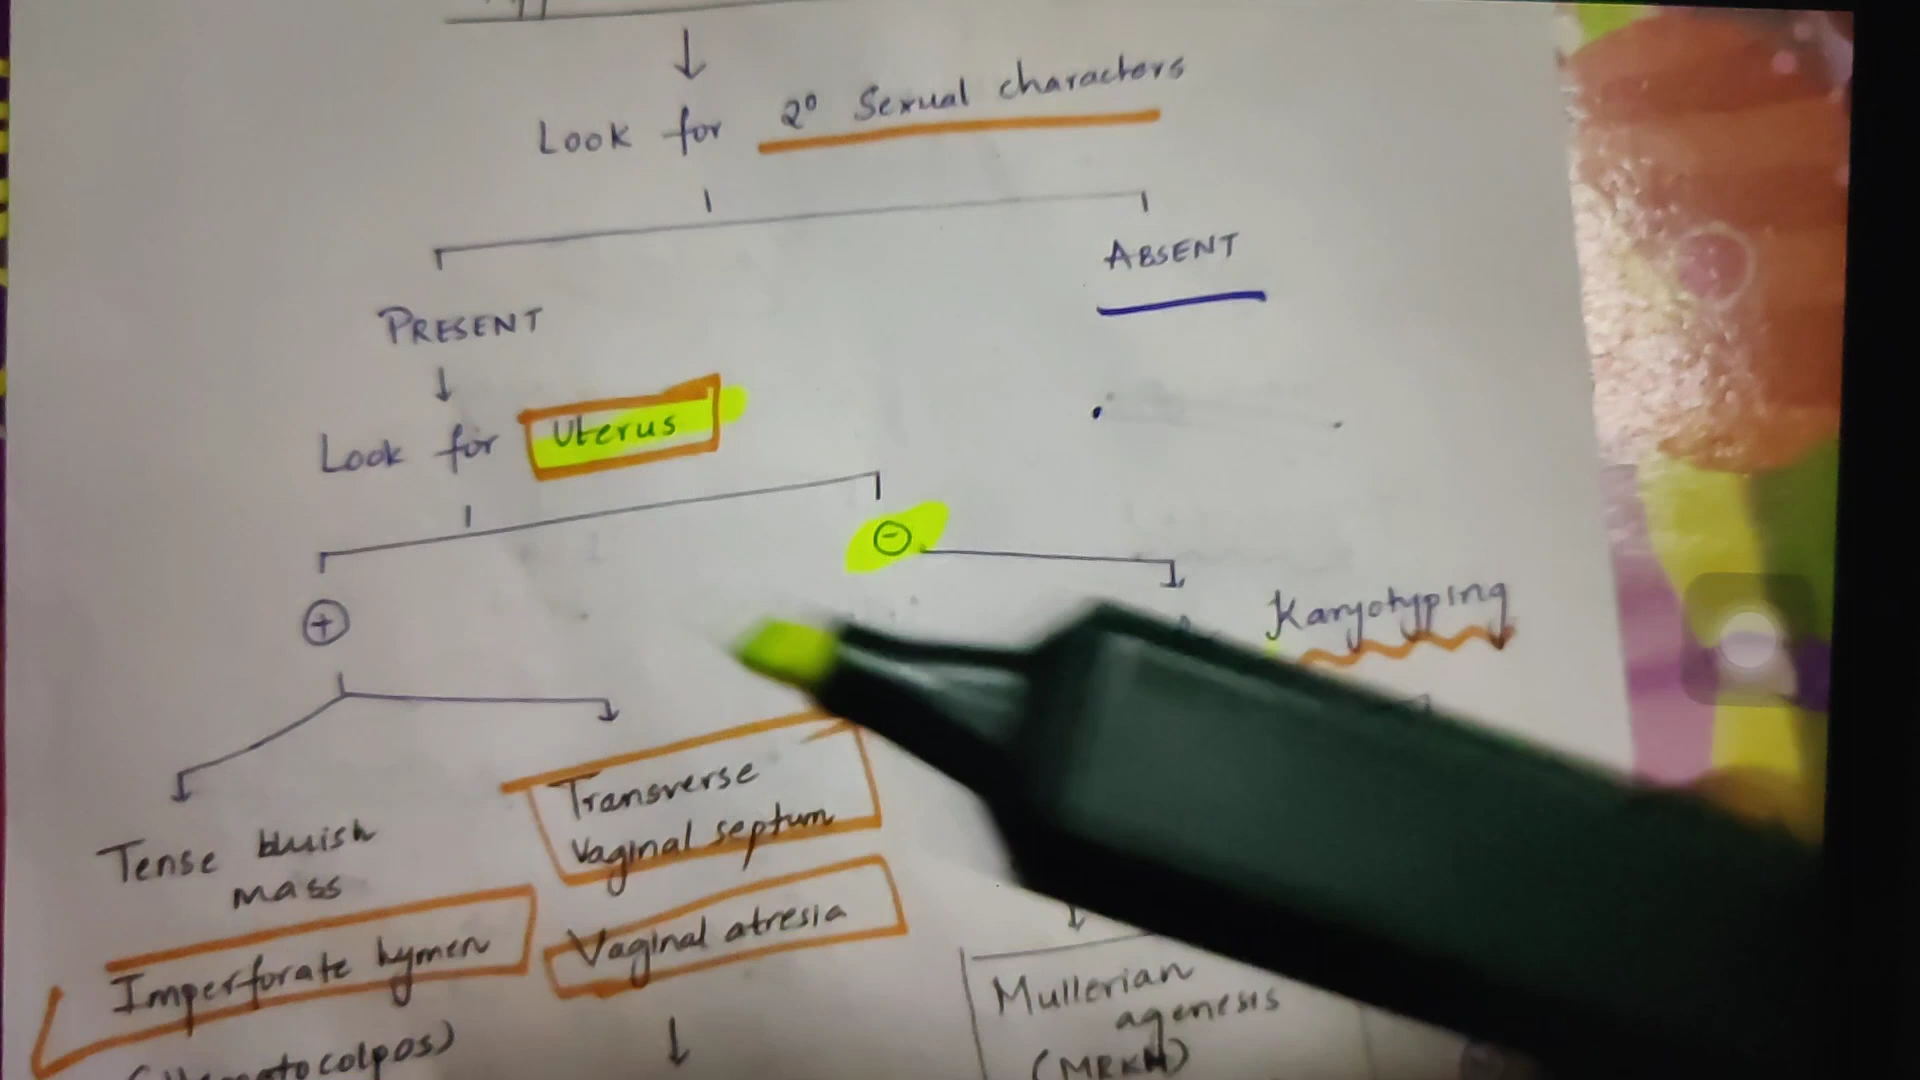 Look for 2° Sexual characters
PRESENT
ABSENT
Look for Uterus
+
-
Karyotyping
Tense bluish
mass
Imperforate hymen
Transverse
Vaginal septum
Vaginal atresia
Mullerian
agenesis
(MRKH)